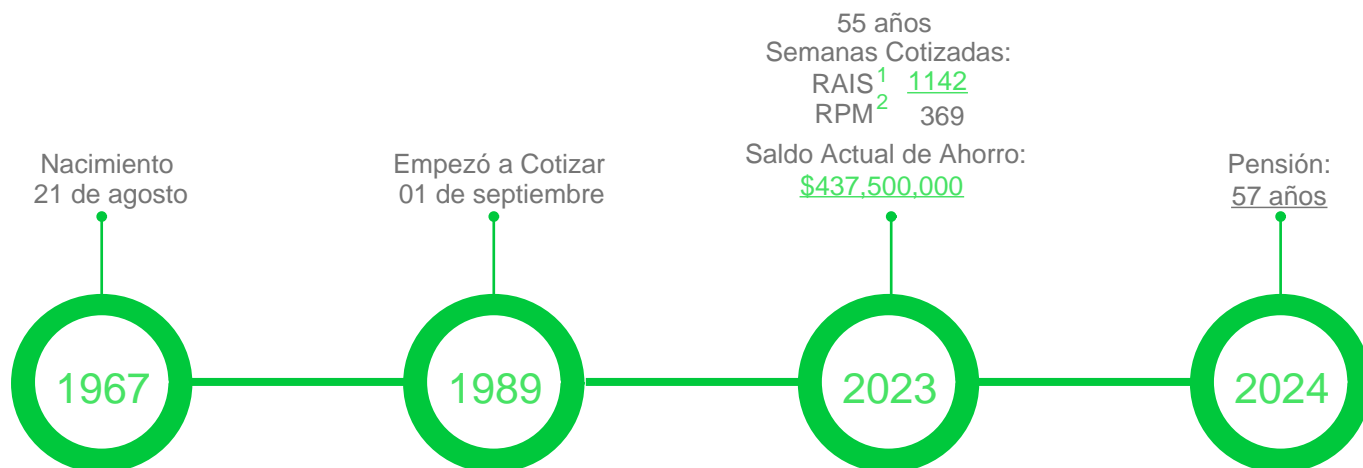 Nacimiento
21 de agosto
1967
Empezó a Cotizar
01 de septiembre
1989
55 años
Semanas Cotizadas:
RAIS¹ 1142
RPM² 369
Saldo Actual de Ahorro:
$437,500,000
2023
Pensión:
57 años
2024